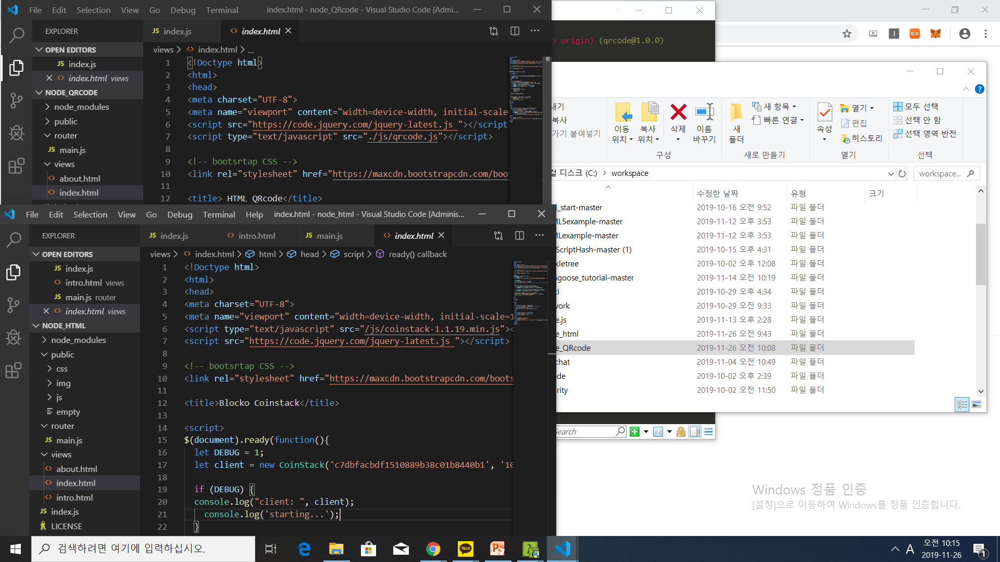 File Edit Selection View Go Debug Terminal index.html - node_QRcode - Visual Studio Code [Admini...
EXPLORER
JS index.js
index.html
OPEN EDITORS
JS index.js
index.html views
NODE_QRCODE
node_modules
public
router
JS main.js
views
about.html
index.html
views > index.html > ...
1 <!Doctype html>
2 <html>
3 <head>
4 <meta charset="UTF-8">
5 <meta name="viewport" content="width=device-width, initial-scale=
6 <script src="https://code.jquery.com/jquery-latest.js "></script
7 <script type="text/javascript" src="./js/qrcode.js"></script>
8
9 <!-- bootsrtap CSS -->
10 <link rel="stylesheet" href="https://maxcdn.bootstrapcdn.com/boot
11
12 <title> HTML QRcode</title>
> origin) (qrcode@1.0.0)
EX
내기
복사
가기 붙여넣기
이동 위치
복사 위치
삭제
이름 바꾸기
구성
새 폴더
새 항목
빠른 연결
새로 만들기
속성
열기
편집
히스토리
열기
모두 선택
선택 안 함
선택 영역 반전
선택
컬 디스크 (C:) > workspace
workspace...
수정한 날짜 유형 크기
_start-master 2019-10-16 오전 9:52 파일 폴더
ML5example-master 2019-11-12 오후 3:53 파일 폴더
MLexample-master 2019-11-12 오후 3:53 파일 폴더
ScriptHash-master (1) 2019-10-15 오후 4:31 파일 폴더
kletree 2019-10-02 오후 12:08 파일 폴더
goose_tutorial-master 2019-11-14 오전 10:19 파일 폴더
ti 2019-10-29 오후 4:34 파일 폴더
work 2019-10-29 오전 9:33 파일 폴더
e.js 2019-11-13 오후 2:28 파일 폴더
e_html 2019-11-26 오전 9:43 파일 폴더
e_QRcode 2019-11-26 오전 10:08 파일 폴더
chat 2019-11-04 오전 10:49 파일 폴더
de 2019-10-02 오후 2:39 파일 폴더
rity 2019-10-02 오전 11:50 파일 폴더
Search
File Edit Selection View Go Debug Terminal Help index.html - node_html - Visual Studio Code [Adminis...
EXPLORER
JS index.js
intro.html
JS main.js
index.html
OPEN EDITORS
JS index.js
intro.html views
JS main.js router
index.html views
NODE_HTML
node_modules
public
css
img
js
empty
router
JS main.js
views
about.html
index.html
intro.html
JS index.js
LICENSE
views > index.html > html > head > script > ready() callback
1 <!Doctype html>
2 <html>
3 <head>
4 <meta charset="UTF-8">
5 <meta name="viewport" content="width=device-width, initial-scale=1
6 <script type="text/javascript" src="/js/coinstack-1.1.19.min.js"><
7 <script src="https://code.jquery.com/jquery-latest.js "></script>
8
9 <!-- bootsrtap CSS -->
10 <link rel="stylesheet" href="https://maxcdn.bootstrapcdn.com/boots
11
12 <title>Blocko Coinstack</title>
13
14 <script>
15 $(document).ready(function(){
16 let DEBUG = 1;
17 let client = new CoinStack('c7dbfacbdf1510889b38c01b8440b1', '10
18
19 if (DEBUG) {
20 console.log("client: ", client);
21 console.log('starting...');
22 }
Windows 정품 인증
[설정]으로 이동하여 Windows를 정품 인증합니다.
검색하려면 여기에 입력하십시오.
TALK
A
오전 10:15
2019-11-26
1